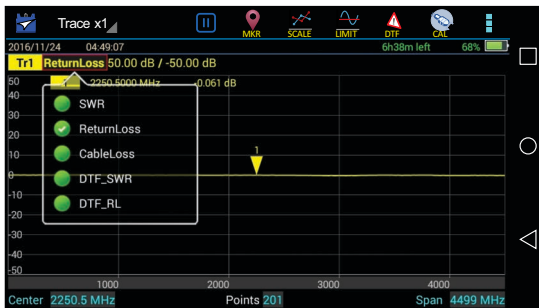 Trace x1
MKR SCALE LIMIT DTF CAL
2016/11/24 04:49:07 6h38m left 68%
Tr1 ReturnLoss 50.00 dB / -50.00 dB
50 2250.5000 MHz -0.061 dB
40
SWR
30
ReturnLoss
20
CableLoss
10
1
0
DTF_SWR
-10
DTF_RL
-20
-30
-40
-50
1000 2000 3000 4000
Center 2250.5 MHz Points 201 Span 4499 MHz